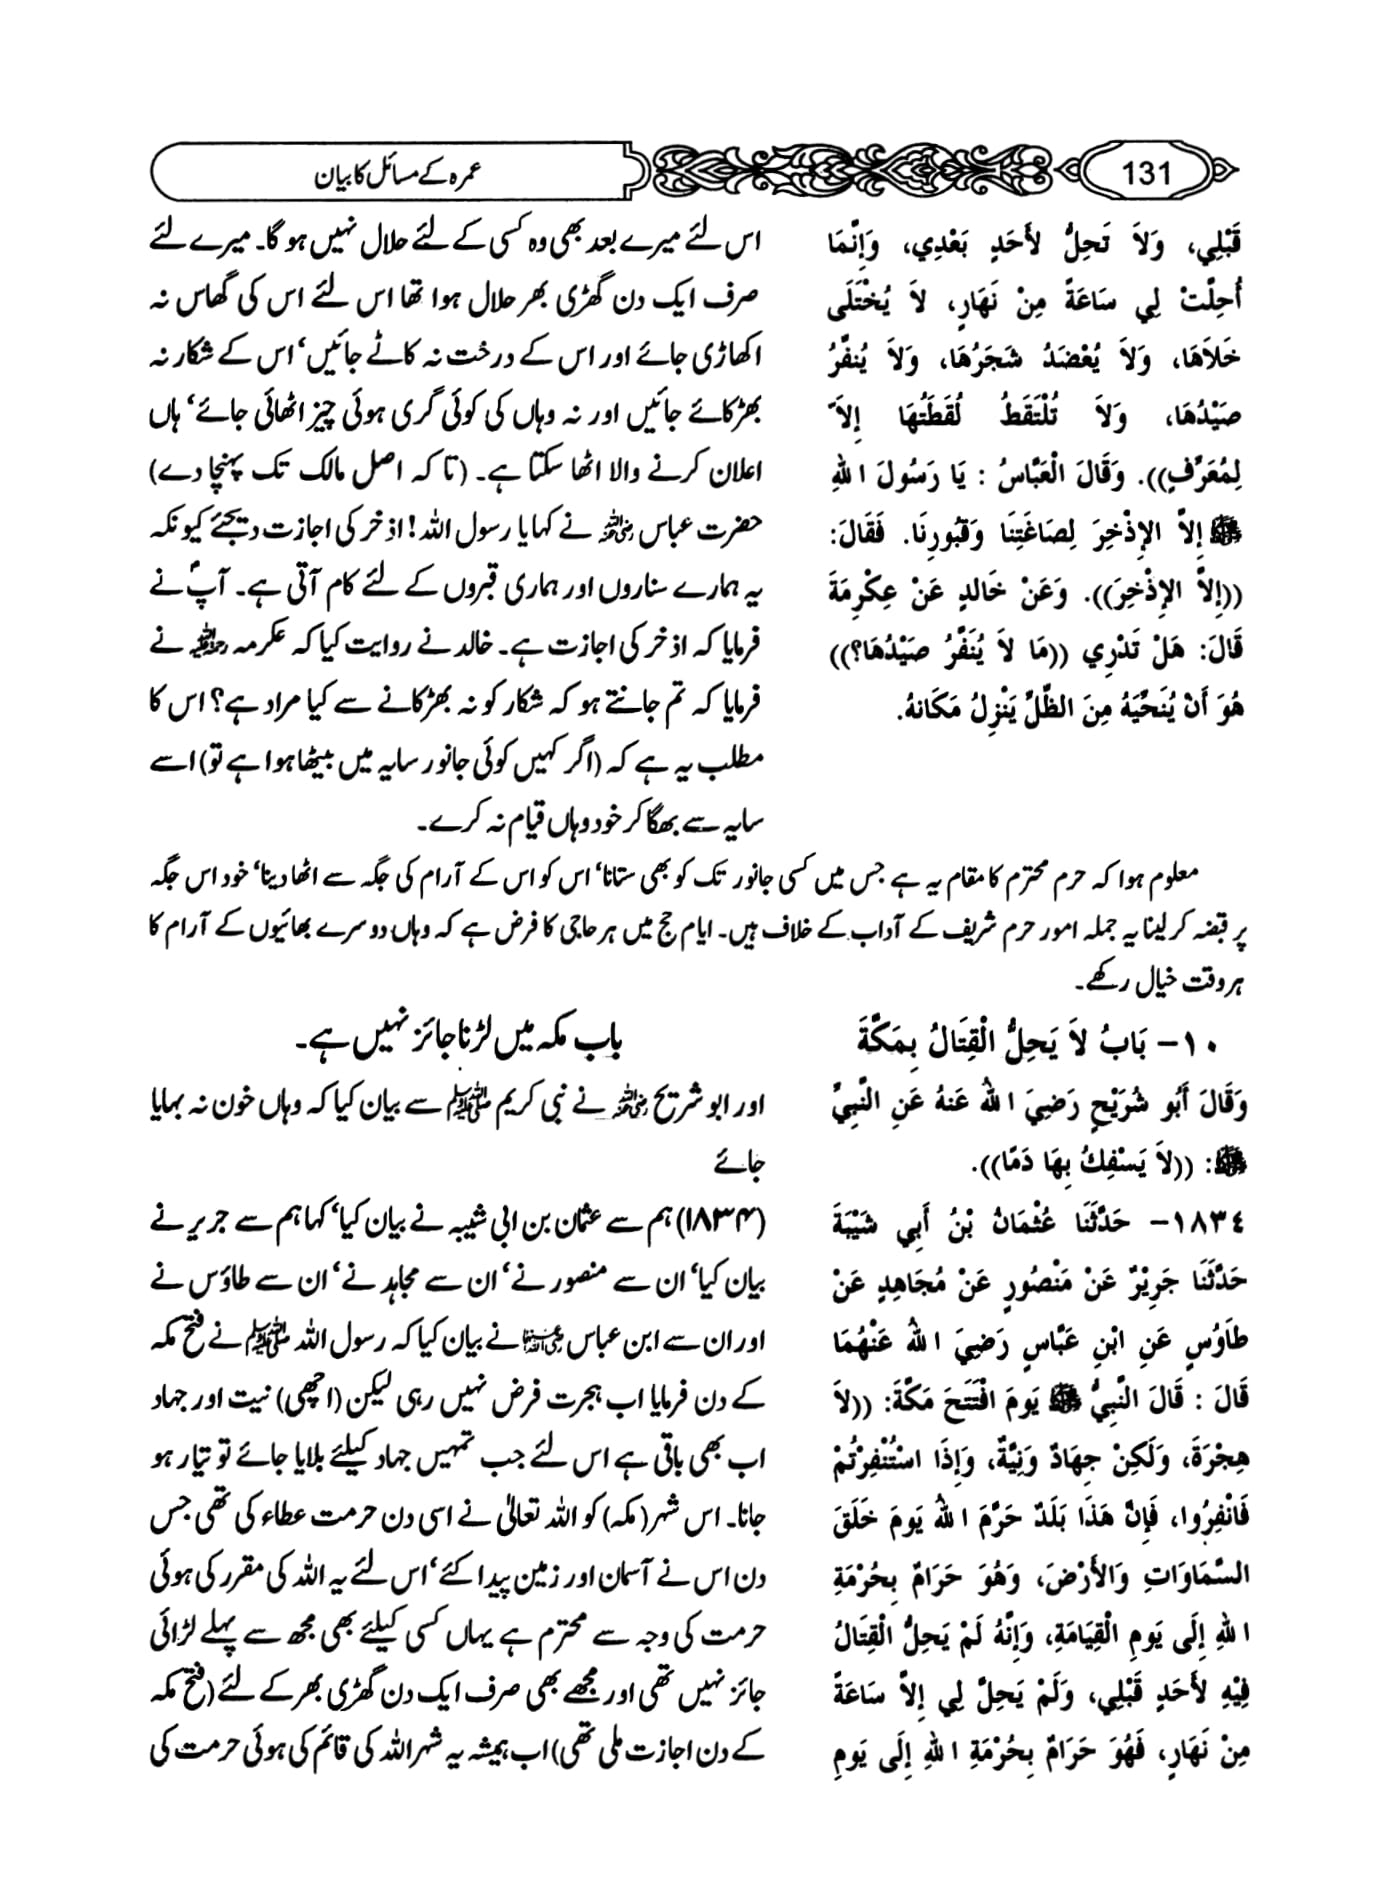 131
عمرہ کے مسائل کا بیان
قَبْلِي، وَلاَ تَحِلُّ لأَحَدٍ بَعْدِي، وَإِنَّمَا
أُحِلَّتْ لِي سَاعَةً مِنْ نَهَارٍ، لاَ يُخْتَلَى
خَلاَهَا، وَلاَ يُعْضَدُ شَجَرُهَا، وَلاَ يُنفَّرُ
صَيْدُهَا، وَلاَ تُلْتَقَطُ لُقَطَتُهَا إِلاَّ
لِمُعَرِّفٍ)). وَقَالَ الْعَبَّاسُ : يَا رَسُولَ اللهِ
ﷺ إِلاَّ الإِذْخِرَ لِصَاغَتِنَا وَقُبُورِنَا. فَقَالَ:
((إِلاَّ الإِذْخِرَ)). وَعَنْ خَالدٍ عَنْ عِكْرِمَةَ
قَالَ: هَلْ تَدْرِي ((مَا لاَ يُنَفَّرُ صَيْدُهَا؟))
هُوَ أَنْ يُنَحِّيَهُ مِنَ الظِّلِّ يَنْزِلُ مَكَانهُ.
اس لئے میرے بعد بھی وہ کسی کے لئے حلال نہیں ہو گا۔ میرے لئے
صرف ایک دن گھڑی بھر حلال ہوا تھا اس لئے اس کی گھاس نہ
اکھاڑی جائے اور اس کے درخت نہ کاٹے جائیں‘ اس کے شکار نہ
بھڑکائے جائیں اور نہ وہاں کی کوئی گری ہوئی چیز اٹھائی جائے‘ ہاں
اعلان کرنے والا اٹھا سکتا ہے۔ (تاکہ اصل مالک تک پہنچا دے)
حضرت عباس رضی اللہ عنہ نے کہا یا رسول اللہ! اذخر کی اجازت دیجئے کیونکہ
یہ ہمارے سناروں اور ہماری قبروں کے لئے کام آتی ہے۔ آپؐ نے
فرمایا کہ اذخر کی اجازت ہے۔ خالد نے روایت کیا کہ عکرمہ رحمۃ اللہ علیہ نے
فرمایا کہ تم جانتے ہو کہ شکار کو نہ بھڑکانے سے کیا مراد ہے؟ اس کا
مطلب یہ ہے کہ (اگر کہیں کوئی جانور سایہ میں بیٹھا ہوا ہے تو) اسے
سایہ سے بھگا کر خود وہاں قیام نہ کرے۔
معلوم ہوا کہ حرم محترم کا مقام یہ ہے جس میں کسی جانور تک کو بھی ستانا‘ اس کو اس کے آرام کی جگہ سے اٹھا دینا‘ خود اس جگہ
پر قبضہ کر لینا یہ جملہ امور حرم شریف کے آداب کے خلاف ہیں۔ ایام حج میں ہر حاجی کا فرض ہے کہ وہاں دوسرے بھائیوں کے آرام کا
ہر وقت خیال رکھے۔
١٠- بَابُ لاَ يَحِلُّ الْقِتَالُ بِمَكَّةَ
وَقَالَ أَبُو شُرَيْحٍ رَضِيَ اللهُ عَنهُ عَنِ النَّبِيِّ
ﷺ: ((لاَ يَسْفِكُ بِهَا دَمًا)).
١٨٣٤- حَدَّثَنَا عُثْمَانُ بْنُ أَبِي شَيْبَةَ
حَدَّثَنَا جَرِيْرٌ عَنْ مَنْصُورٍ عَنْ مُجَاهِدٍ عَنْ
طَاوُسٍ عَنِ ابْنِ عَبَّاسٍ رَضِيَ اللهُ عَنْهُمَا
قَالَ : قَالَ النَّبِيُّ ﷺ يَومَ افْتَتَحَ مَكَّةَ: ((لاَ
هِجْرَةَ، وَلَكِنْ جِهَادٌ وَنِيَّةٌ، وَإِذَا اسْتُنْفِرْتُمْ
فَانْفِرُوا، فَإِنَّ هَذَا بَلَدٌ حَرَّمَ اللهُ يَومَ خَلَقَ
السَّمَاوَاتِ وَالأَرْضَ، وَهُوَ حَرَامٌ بِحُرْمَةِ
اللهِ إِلَى يَومِ الْقِيَامَةِ، وَإِنَّهُ لَمْ يَحِلُّ الْقِتَالُ
فِيْهِ لأَحَدٍ قَبْلِي، وَلَمْ يَحِلَّ لِي إِلاَّ سَاعَةً
مِنْ نَهَارٍ، فَهُوَ حَرَامٌ بِحُرْمَةِ اللهِ إِلَى يَومِ
باب مکہ میں لڑنا جائز نہیں ہے۔
اور ابو شریح رضی اللہ عنہ نے نبی کریم ﷺ سے بیان کیا کہ وہاں خون نہ بہایا
جائے
(۱۸۳۴) ہم سے عثمان بن ابی شیبہ نے بیان کیا‘ کہا ہم سے جریر نے
بیان کیا‘ ان سے منصور نے‘ ان سے مجاہد نے‘ ان سے طاؤس نے
اور ان سے ابن عباس رضی اللہ عنہما نے بیان کیا کہ رسول اللہ ﷺ نے فتح مکہ
کے دن فرمایا اب ہجرت فرض نہیں رہی لیکن (اچھی) نیت اور جہاد
اب بھی باقی ہے اس لئے جب تمہیں جہاد کیلئے بلایا جائے تو تیار ہو
جانا۔ اس شہر (مکہ) کو اللہ تعالیٰ نے اسی دن حرمت عطاء کی تھی جس
دن اس نے آسمان اور زمین پیدا کئے‘ اس لئے یہ اللہ کی مقرر کی ہوئی
حرمت کی وجہ سے محترم ہے یہاں کسی کیلئے بھی مجھ سے پہلے لڑائی
جائز نہیں تھی اور مجھے بھی صرف ایک دن گھڑی بھر کے لئے (فتح مکہ
کے دن اجازت ملی تھی) اب ہمیشہ یہ شہر اللہ کی قائم کی ہوئی حرمت کی